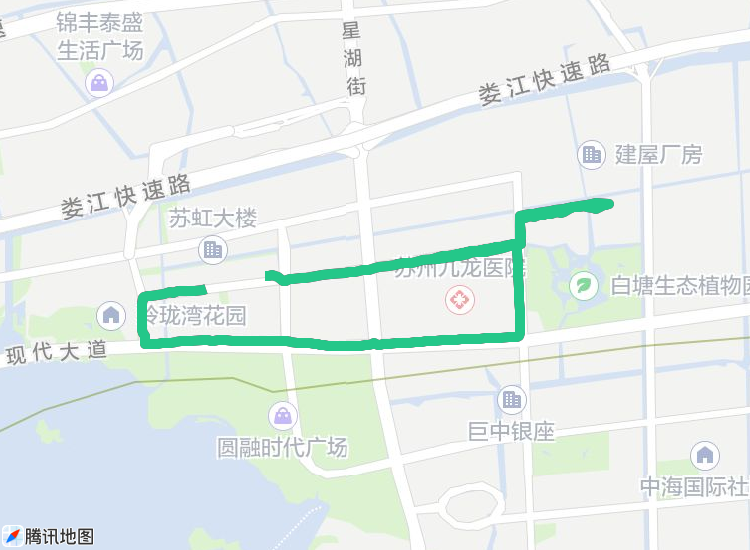 锦丰泰盛
生活广场
星湖街
娄江快速路
建屋厂房
娄江快速路
苏虹大楼
苏州九龙医院
白塘生态植物园
玲珑湾花园
现代大道
巨中银座
圆融时代广场
中海国际社
腾讯地图